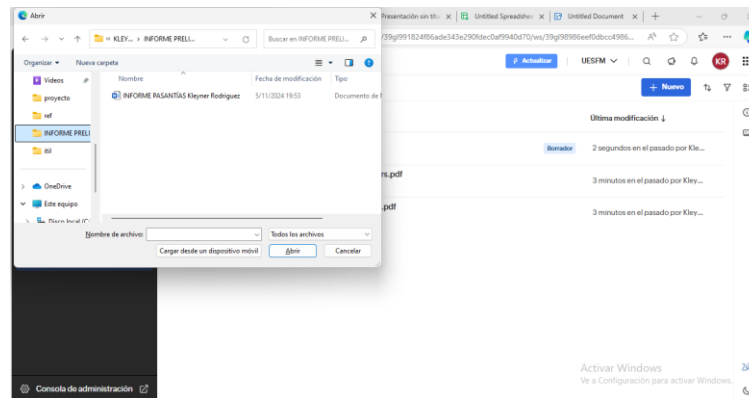 Abrir
Presentación sin títu
Untitled Spreadshee
Untitled Document
KLEY...
INFORME PRELI...
Buscar en INFORME PRELI...
/39gl991824f86ade343e290fdec0af9940d70/ws/39gl98986eef0dbcc4986...
Organizar
Nueva carpeta
Actualizar
UESFM
KR
Nombre
Fecha de modificación
Tipo
Videos
proyecto
ref
INFORME PRELI
itil
OneDrive
Este equipo
INFORME PASANTÍAS Kleyner Rodriguez
5/11/2024 19:53
Documento de
+ Nuevo
Última modificación ↓
Borrador
2 segundos en el pasado por Kle...
rs.pdf
3 minutos en el pasado por Kley...
.pdf
3 minutos en el pasado por Kley...
Disco local (C:
Nombre de archivo:
Todos los archivos
Cargar desde un dispositivo móvil
Abrir
Cancelar
Activar Windows
Ve a Configuración para activar Windows.
Consola de administración